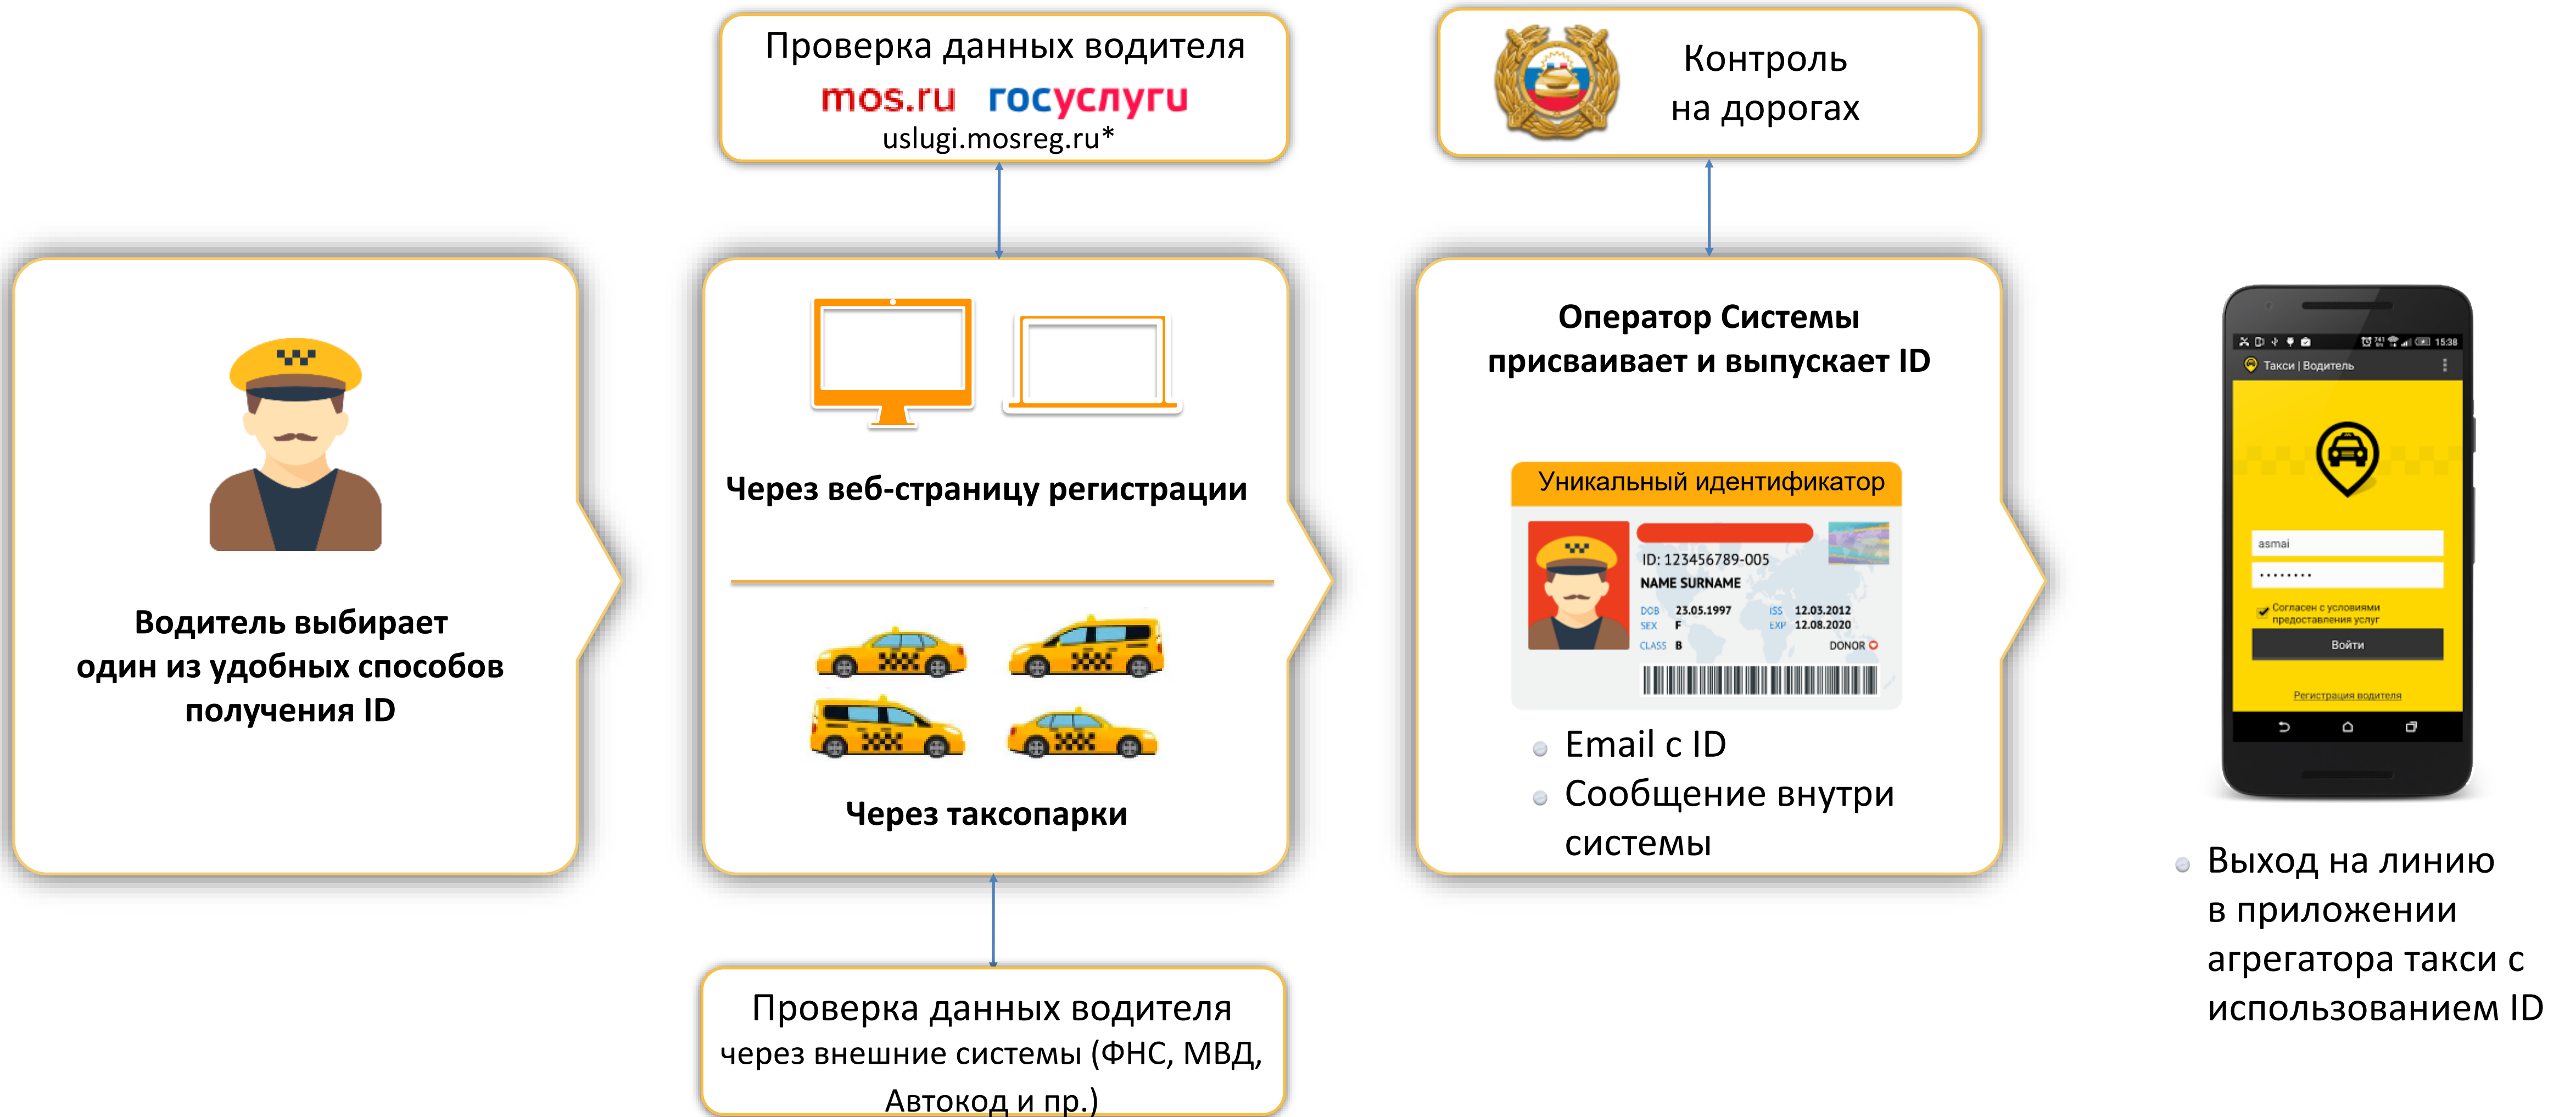 Проверка данных водителя
mos.ru госуслуги
uslugi.mosreg.ru*
Контроль
на дорогах
Водитель выбирает
один из удобных способов
получения ID
Через веб-страницу регистрации
Через таксопарки
Проверка данных водителя
через внешние системы (ФНС, МВД,
Автокод и пр.)
Оператор Системы
присваивает и выпускает ID
Уникальный идентификатор
ID: 123456789-005
NAME SURNAME
DOB 23.05.1997 ISS 12.03.2012
SEX F EXP 12.08.2020
CLASS B DONOR
Email с ID
Сообщение внутри
системы
15:38
Такси | Водитель
asmai
Согласен с условиями
предоставления услуг
Войти
Регистрация водителя
Выход на линию
в приложении
агрегатора такси с
использованием ID